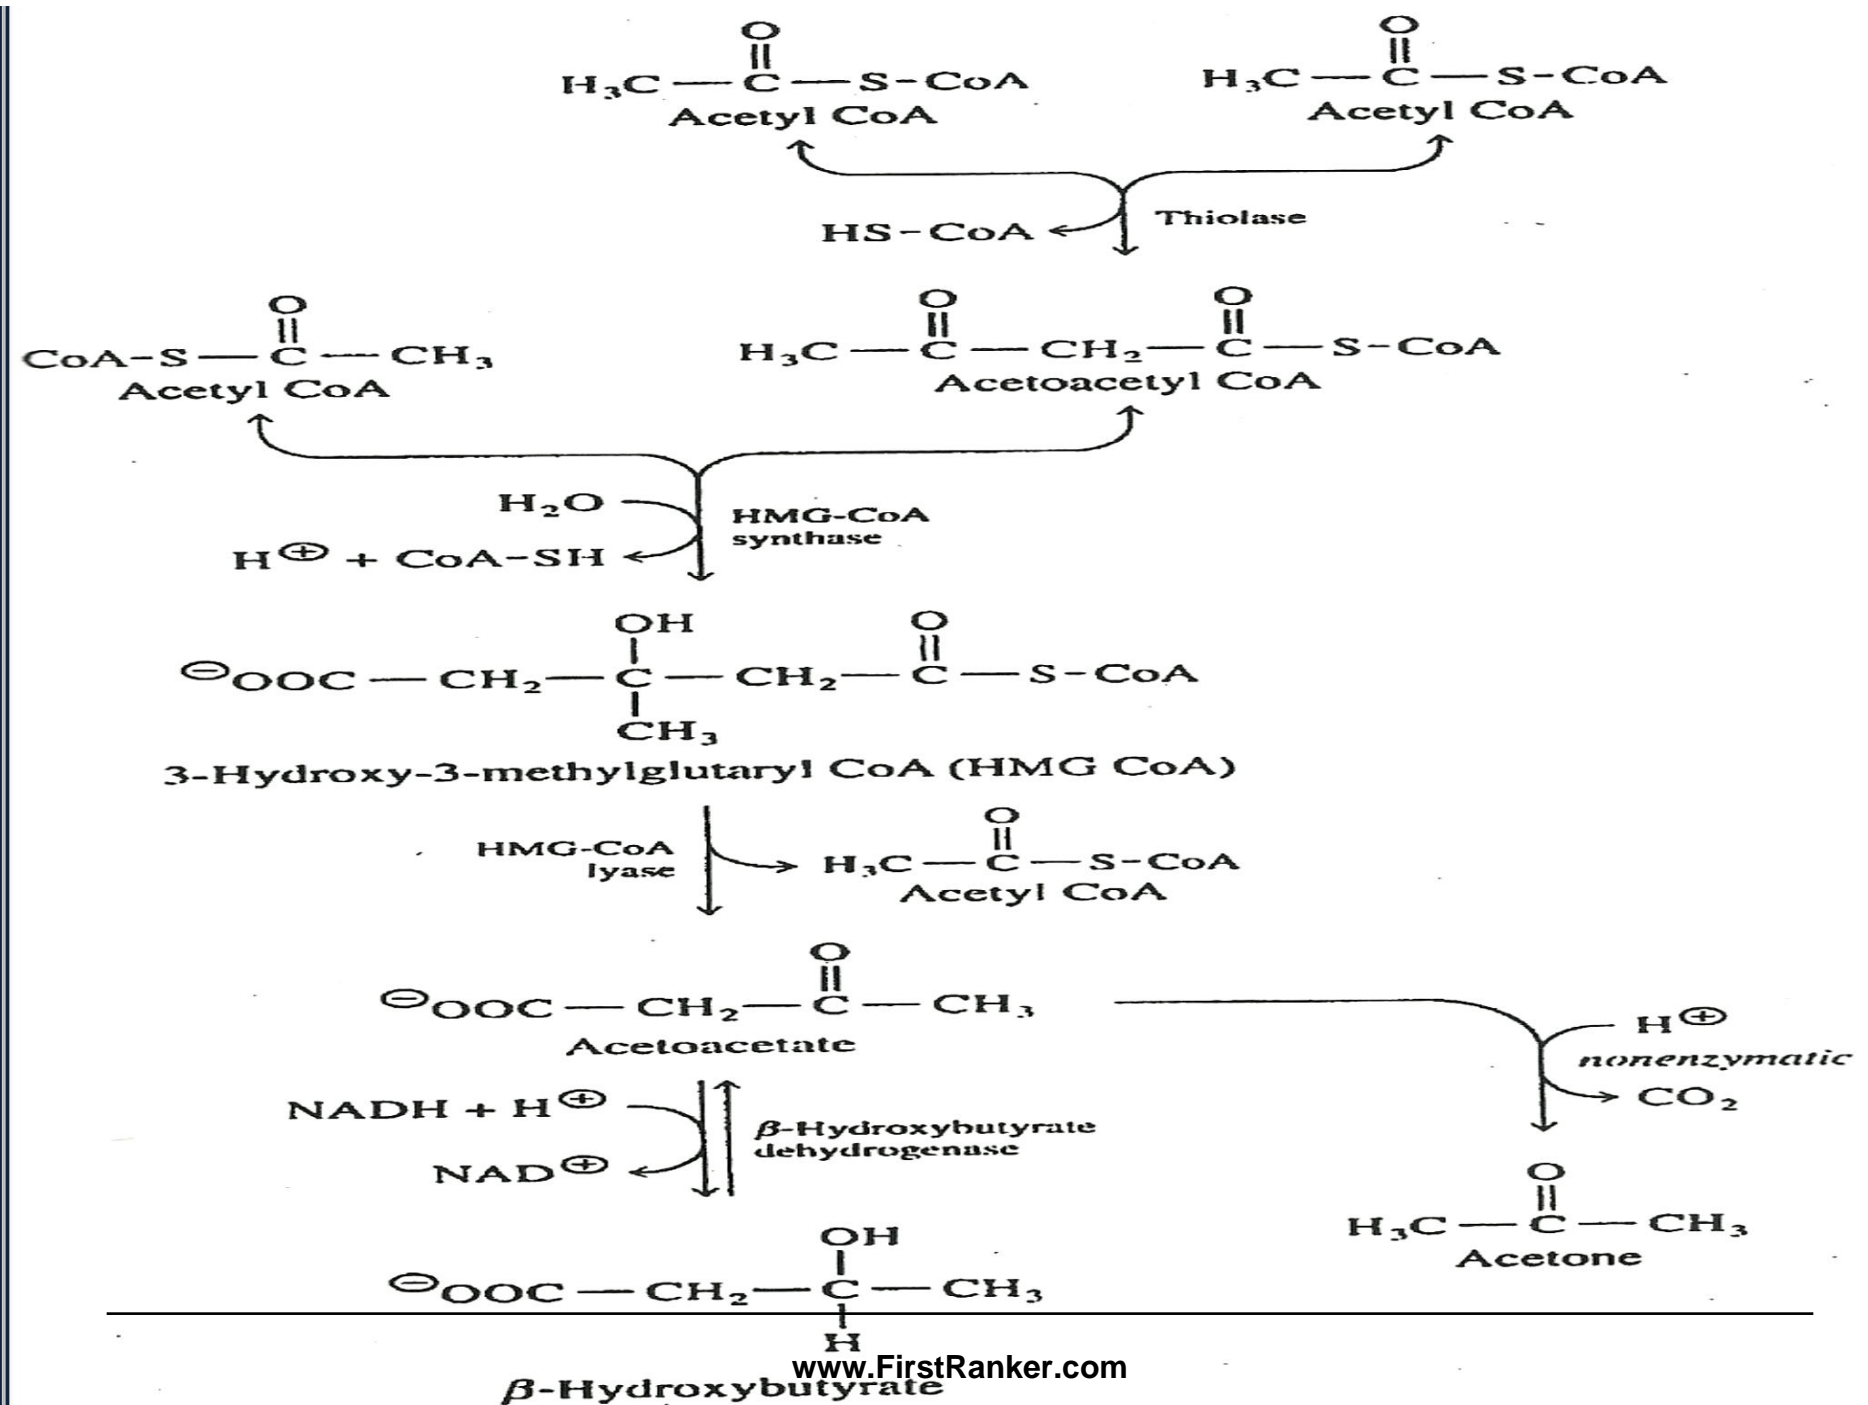 O O
H₃C — C — S-CoA H₃C — C — S-CoA
Acetyl CoA Acetyl CoA
HS-CoA Thiolase
O O O
CoA-S — C — CH₃ H₃C — C — CH₂ — C — S-CoA
Acetyl CoA Acetoacetyl CoA
H₂O HMG-CoA
synthase
H⊕ + CoA-SH
OH O
⊖OOC — CH₂ — C — CH₂ — C — S-CoA
CH₃
3-Hydroxy-3-methylglutaryl CoA (HMG CoA)
O
HMG-CoA
lyase
H₃C — C — S-CoA
Acetyl CoA
O
⊖OOC — CH₂ — C — CH₃
Acetoacetate
H⊕
nonenzymatic
CO₂
NADH + H⊕
β-Hydroxybutyrate
dehydrogenase
NAD⊕
O
H₃C — C — CH₃
Acetone
OH
⊖OOC — CH₂ — C — CH₃
H
www.FirstRanker.com
β-Hydroxybutyrate